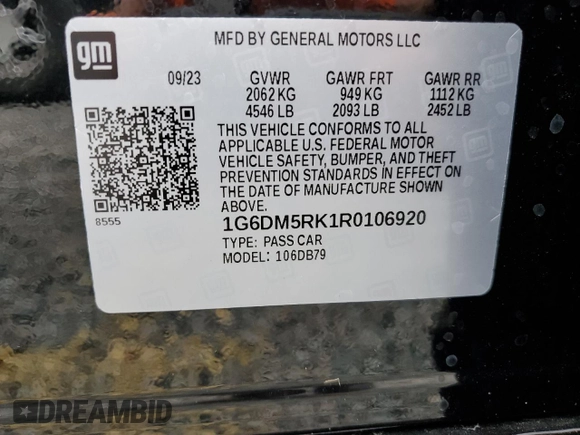 gm
MFD BY GENERAL MOTORS LLC
09/23 GVWR GAWR FRT GAWR RR
2062 KG 949 KG 1112 KG
4546 LB 2093 LB 2452 LB
THIS VEHICLE CONFORMS TO ALL
APPLICABLE U.S. FEDERAL MOTOR
VEHICLE SAFETY, BUMPER, AND THEFT
PREVENTION STANDARDS IN EFFECT ON
THE DATE OF MANUFACTURE SHOWN
ABOVE.
8555
1G6DM5RK1R0106920
TYPE: PASS CAR
MODEL: 106DB79
DREAMBID